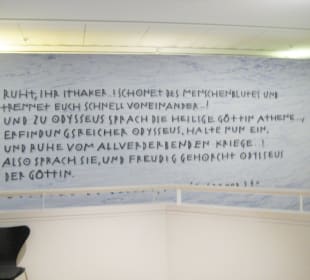 RUHT, IHR ITHAKER..! SCHONET DES MENSCHENBLUTES UND
TRENNET EUCH SCHNELL VONEINANDER..!
UND ZU ODYSSEUS SPRACH DIE HEILIGE GÖTTIN ATHENE..,
ERFINDUNGSREICHER ODYSSEUS, HALTE NUN EIN,
UND RUHE VOM ALLVERDERBENDEN KRIEGE..!
ALSO SPRACH SIE, UND FREUDIG GEHORCHT ODYSSEUS
DER GÖTTIN.